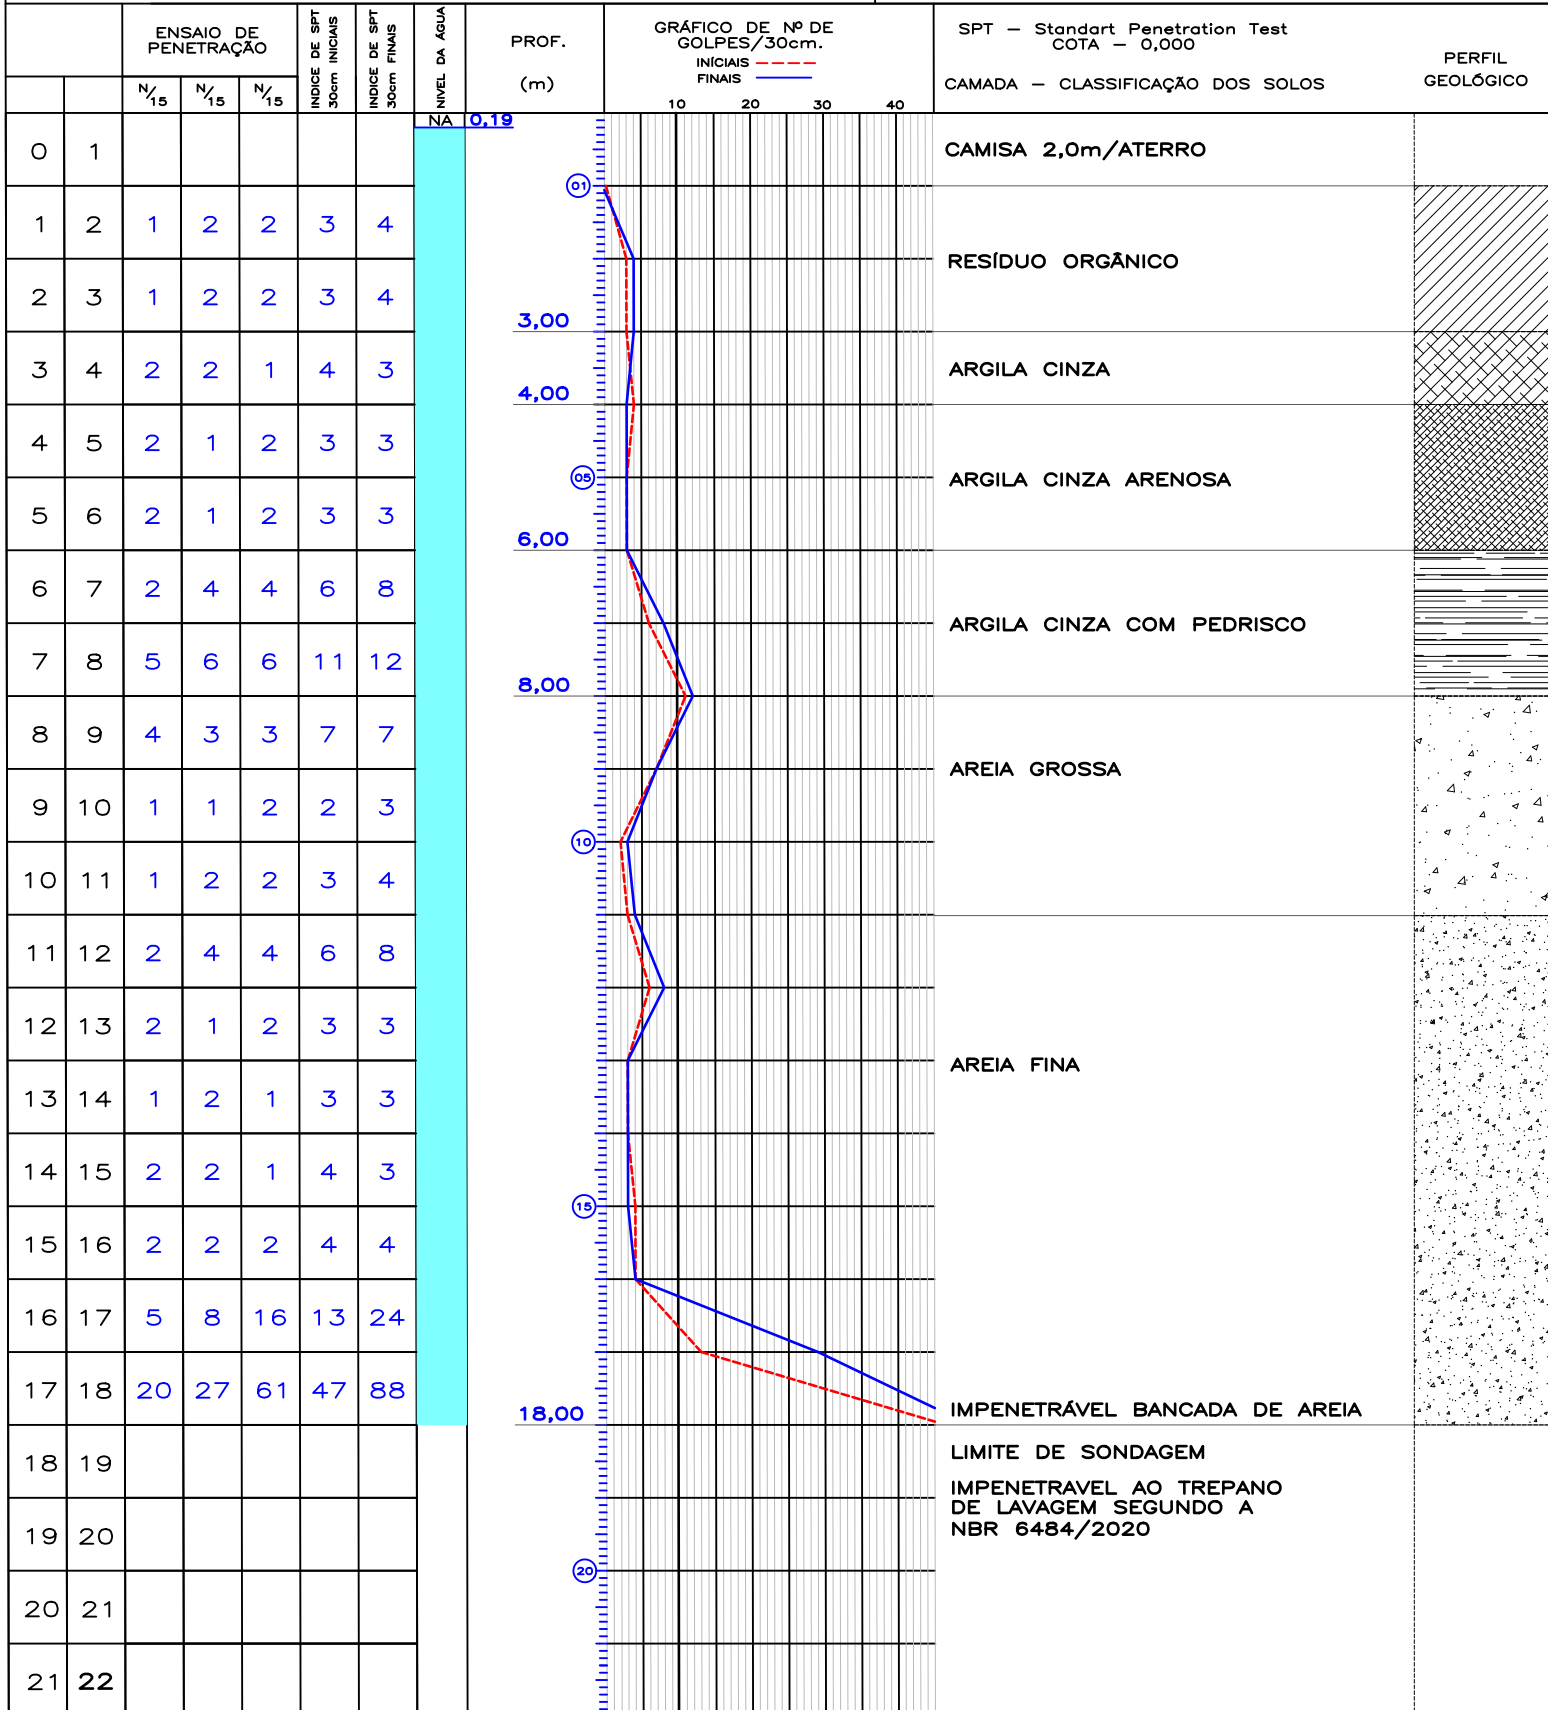 ENSAIO DE
PENETRAÇÃO
INDICE DE SPT
30cm INICIAIS
INDICE DE SPT
30cm FINAIS
NIVEL DA ÁGUA
PROF.
(m)
GRÁFICO DE Nº DE
GOLPES/30cm.
INÍCIAIS
FINAIS
10 20 30 40
SPT – Standart Penetration Test
COTA – 0,000
CAMADA – CLASSIFICAÇÃO DOS SOLOS
PERFIL
GEOLÓGICO
N/15 N/15 N/15
NA 0,19
0 1 CAMISA 2,0m/ATERRO
01
1 2 1 2 2 3 4
RESÍDUO ORGÂNICO
2 3 1 2 2 3 4
3,00
3 4 2 2 1 4 3 ARGILA CINZA
4,00
4 5 2 1 2 3 3
05 ARGILA CINZA ARENOSA
5 6 2 1 2 3 3
6,00
6 7 2 4 4 6 8
ARGILA CINZA COM PEDRISCO
7 8 5 6 6 11 12
8,00
8 9 4 3 3 7 7
AREIA GROSSA
9 10 1 1 2 2 3
10
10 11 1 2 2 3 4
11 12 2 4 4 6 8
12 13 2 1 2 3 3
AREIA FINA
13 14 1 2 1 3 3
14 15 2 2 1 4 3
15
15 16 2 2 2 4 4
16 17 5 8 16 13 24
17 18 20 27 61 47 88
18,00 IMPENETRÁVEL BANCADA DE AREIA
LIMITE DE SONDAGEM
18 19
IMPENETRAVEL AO TREPANO
DE LAVAGEM SEGUNDO A
NBR 6484/2020
19 20
20
20 21
21 22